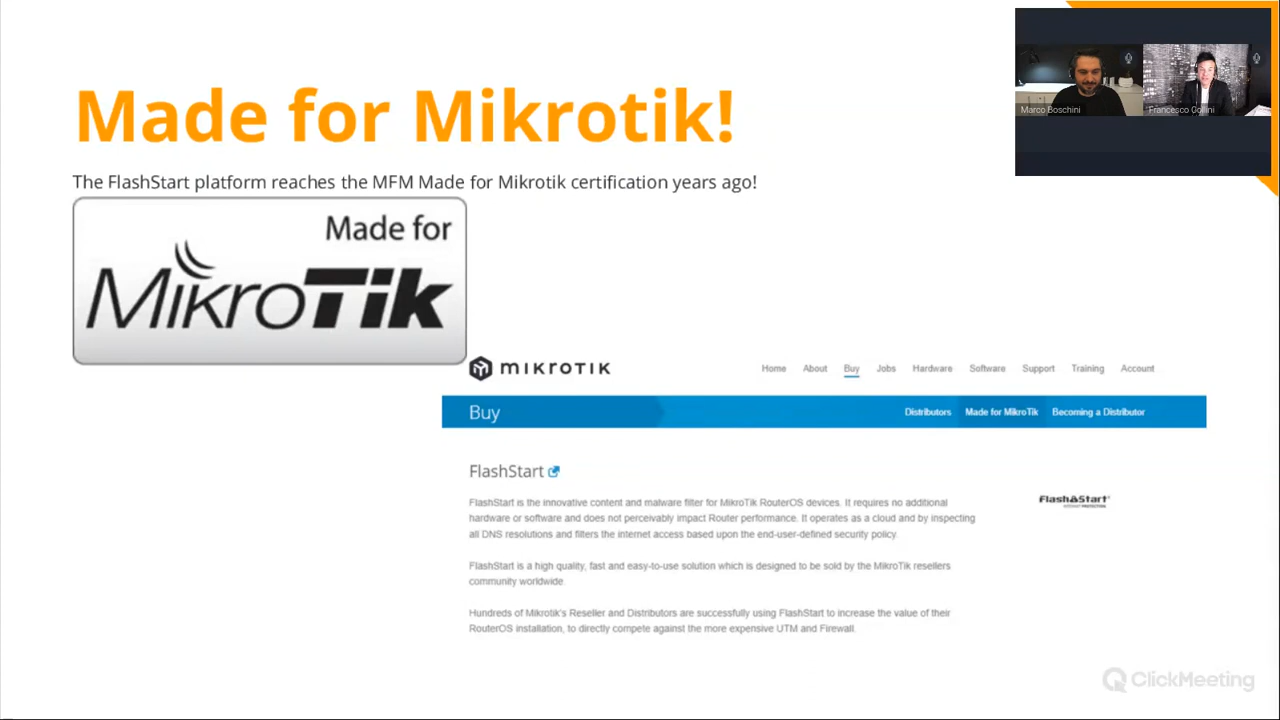 Made for Mikrotik!
Marco Boschini
Francesco Gollini
The FlashStart platform reaches the MFM Made for Mikrotik certification years ago!
Made for
MikroTik
mikrotik
Home About Buy Jobs Hardware Software Support Training Account
Buy
Distributors Made for MikroTik Becoming a Distributor
FlashStart
FlashStart is the innovative content and malware filter for MikroTik RouterOS devices. It requires no additional
hardware or software and does not perceivably impact Router performance. It operates as a cloud and by inspecting
all DNS resolutions and filters the internet access based upon the end-user-defined security policy.
FlashStart
INTERNET PROTECTION
FlashStart is a high quality, fast and easy-to-use solution which is designed to be sold by the MikroTik resellers
community worldwide.
Hundreds of Mikrotik's Reseller and Distributors are successfully using FlashStart to increase the value of their
RouterOS installation, to directly compete against the more expensive UTM and Firewall.
ClickMeeting